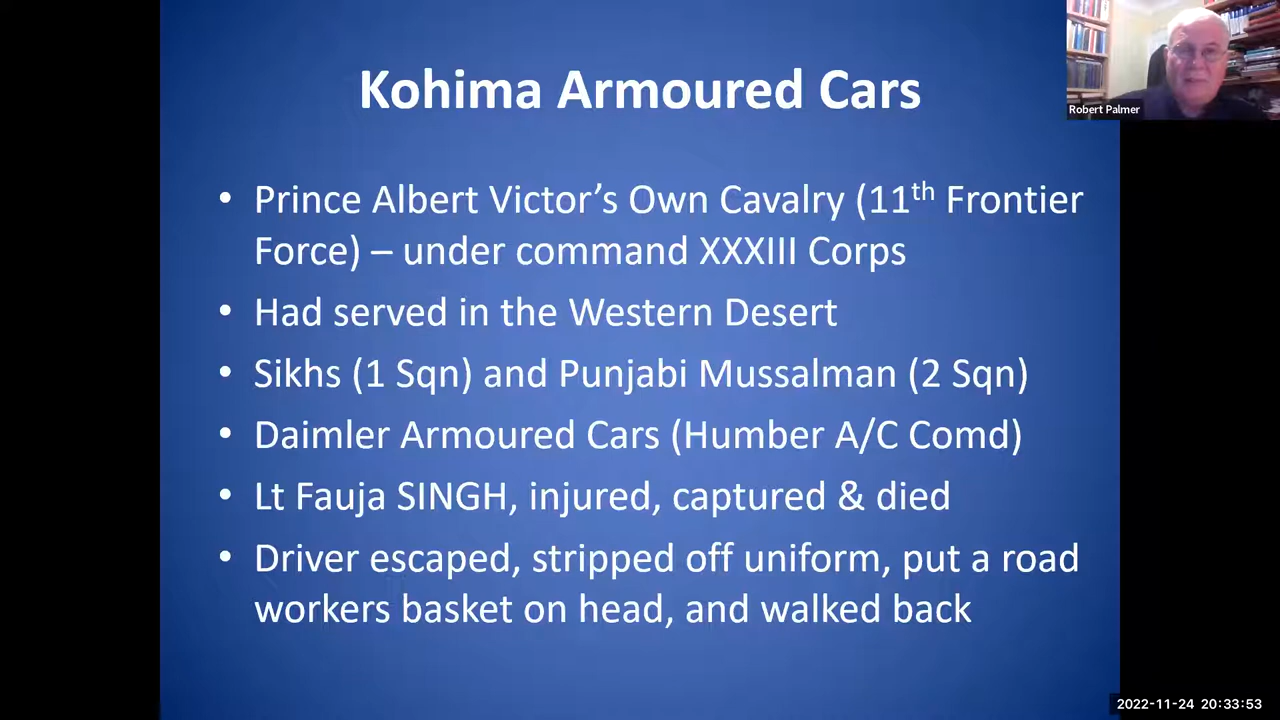 Kohima Armoured Cars
Robert Palmer
• Prince Albert Victor’s Own Cavalry (11th Frontier
Force) – under command XXXIII Corps
• Had served in the Western Desert
• Sikhs (1 Sqn) and Punjabi Mussalman (2 Sqn)
• Daimler Armoured Cars (Humber A/C Comd)
• Lt Fauja SINGH, injured, captured & died
• Driver escaped, stripped off uniform, put a road
workers basket on head, and walked back
2022-11-24 20:33:53